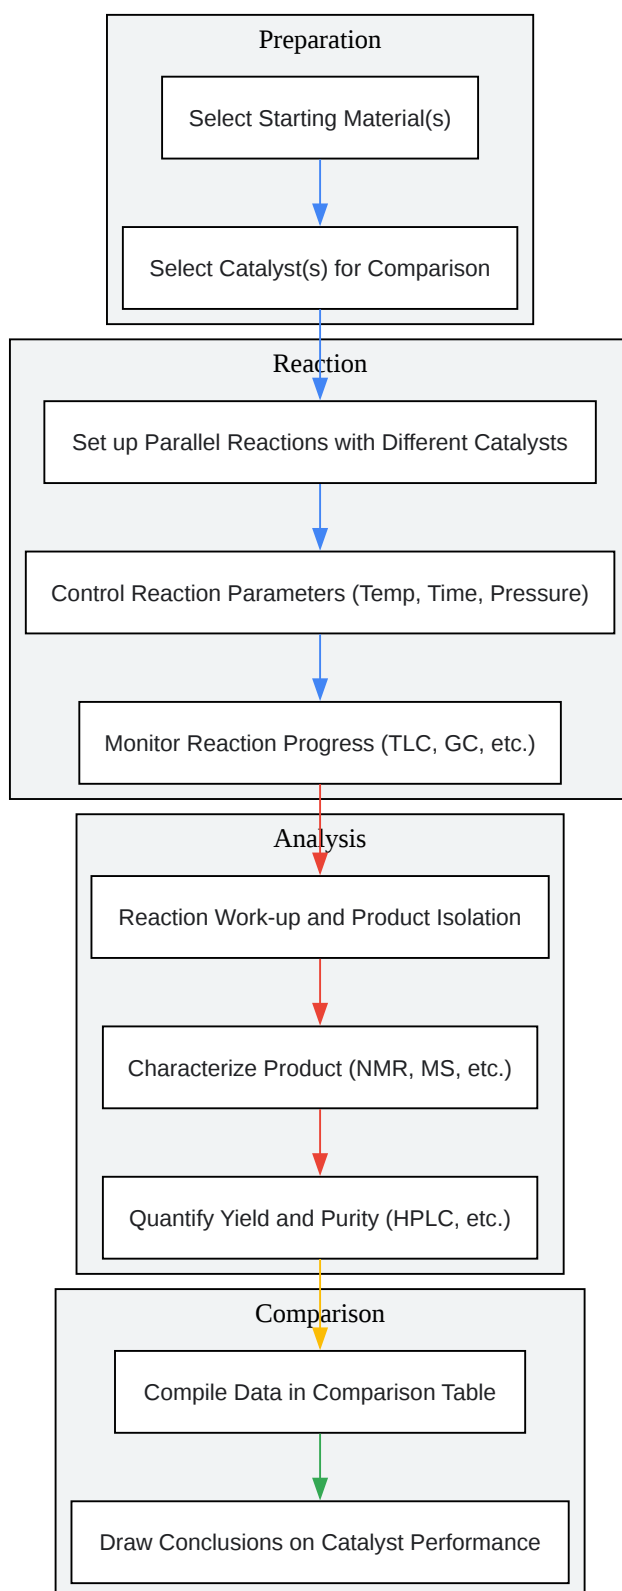 Preparation
Select Starting Material(s)
Select Catalyst(s) for Comparison
Reaction
Set up Parallel Reactions with Different Catalysts
Control Reaction Parameters (Temp, Time, Pressure)
Monitor Reaction Progress (TLC, GC, etc.)
Analysis
Reaction Work-up and Product Isolation
Characterize Product (NMR, MS, etc.)
Quantify Yield and Purity (HPLC, etc.)
Comparison
Compile Data in Comparison Table
Draw Conclusions on Catalyst Performance